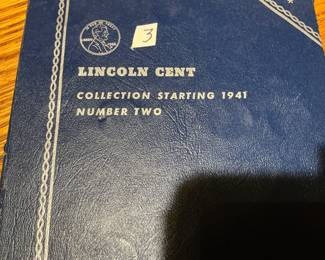 3
LINCOLN CENT
COLLECTION STARTING 1941
NUMBER TWO